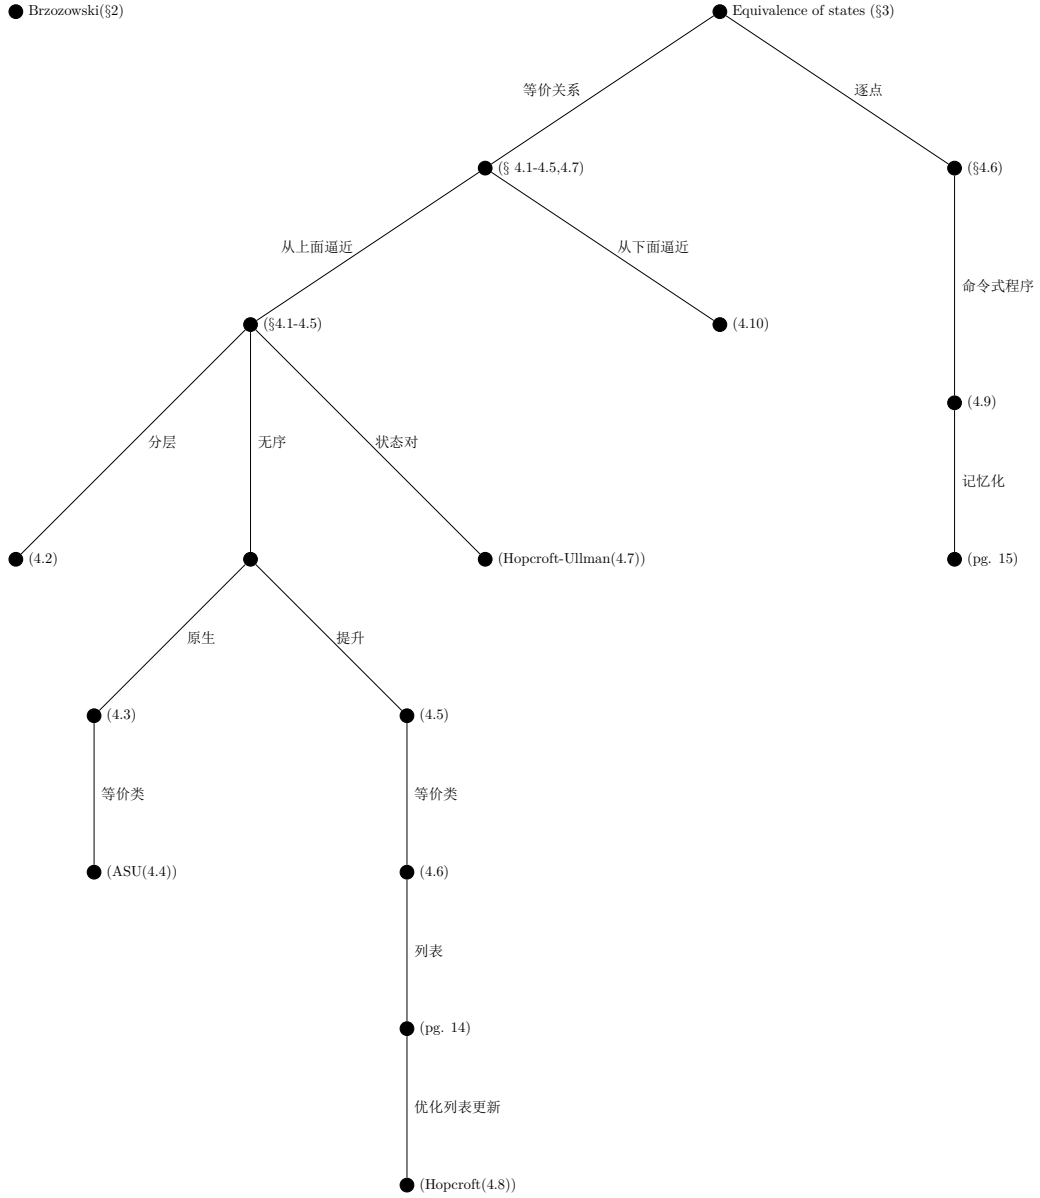 Brzozowski(§2)
Equivalence of states (§3)
等价关系
逐点
(§ 4.1-4.5,4.7)
(§4.6)
从上面逼近
从下面逼近
命令式程序
(§4.1-4.5)
(4.10)
(4.9)
分层
无序
状态对
记忆化
(4.2)
(Hopcroft-Ullman(4.7))
(pg. 15)
原生
提升
(4.3)
(4.5)
等价类
等价类
(ASU(4.4))
(4.6)
列表
(pg. 14)
优化列表更新
(Hopcroft(4.8))